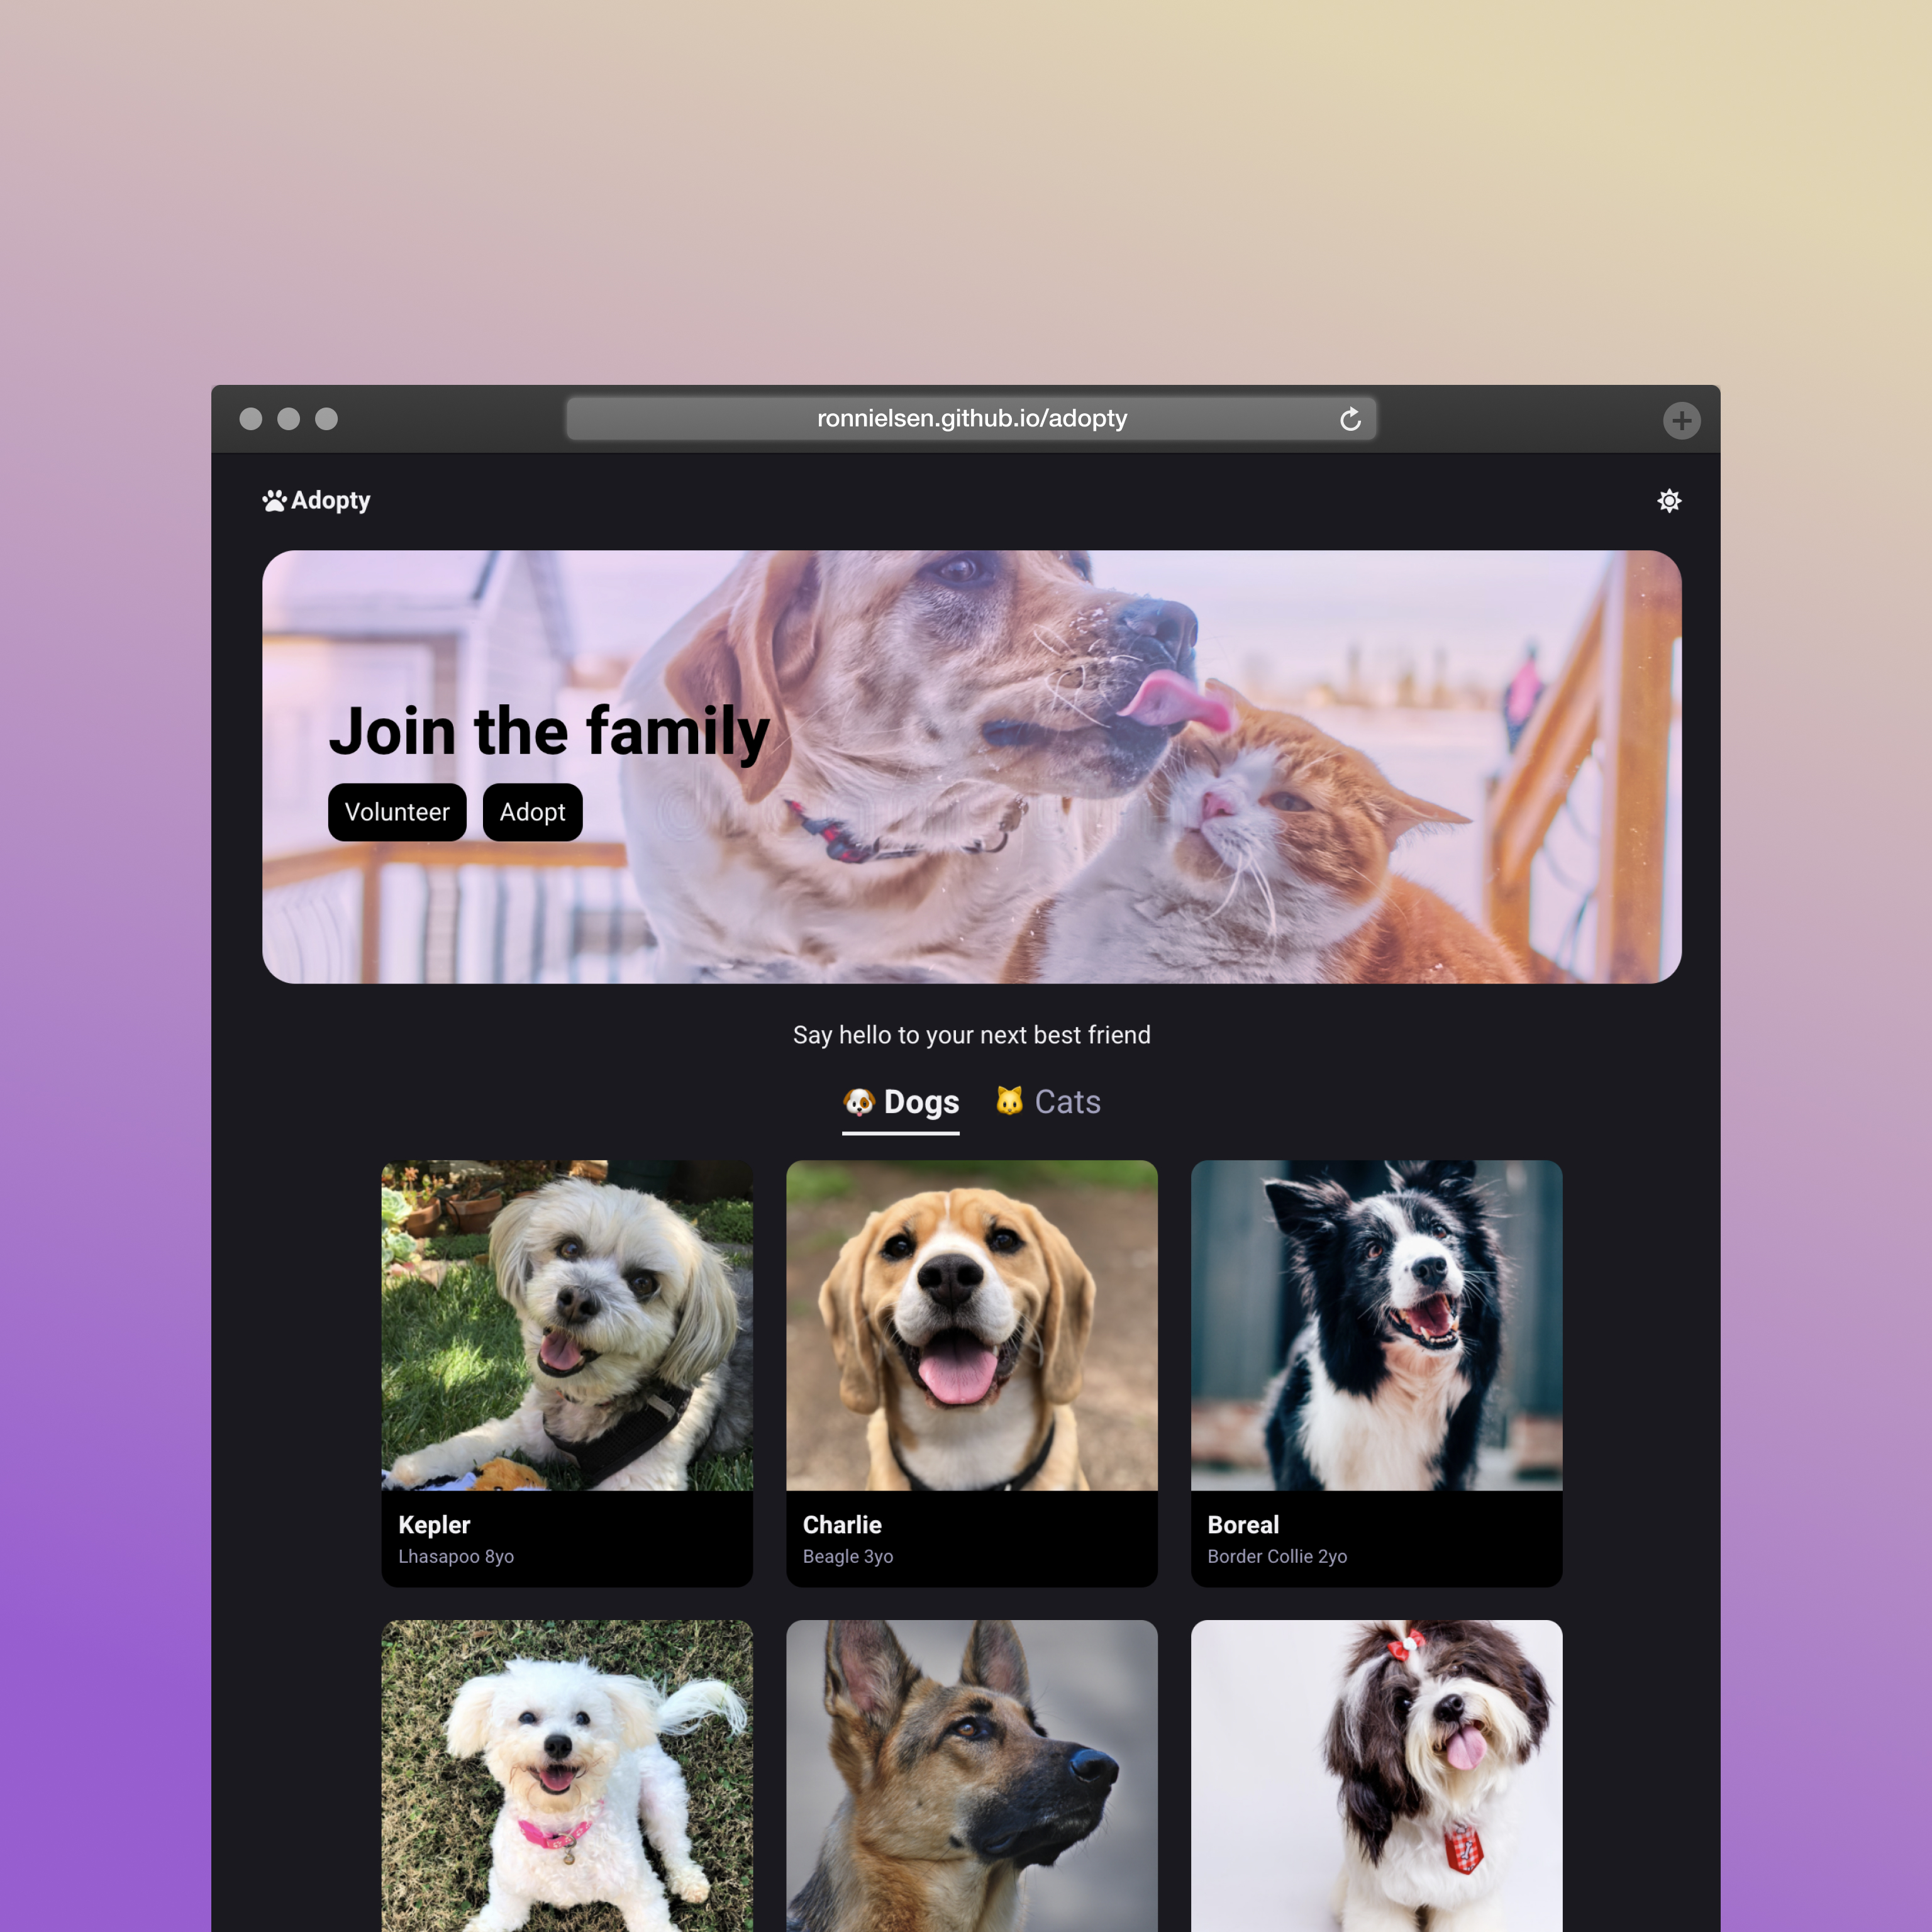 ronnielsen.github.io/adopty
Adopty
Join the family
Volunteer Adopt
Say hello to your next best friend
Dogs Cats
Kepler
Lhasapoo 8yo
Charlie
Beagle 3yo
Boreal
Border Collie 2yo